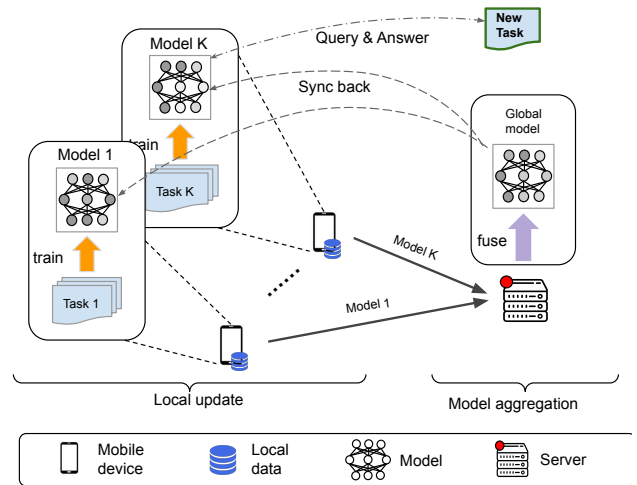 Model K
Query & Answer
New
Task
Sync back
Global
model
Model 1
train
Task K
fuse
train
Task 1
Model K
Model 1
Local update
Model aggregation
Mobile
device
Local
data
Model
Server